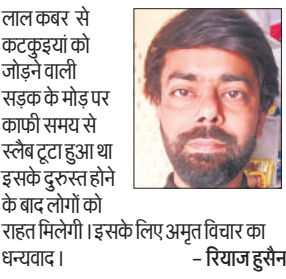 लाल कबर से
कटकुइयां को
जोड़ने वाली
सड़क के मोड़ पर
काफी समय से
स्लैब टूटा हुआ था
इसके दुरुस्त होने
के बाद लोगों को
राहत मिलेगी।इसके लिए अमृत विचार का
धन्यवाद।
– रियाज हुसैन